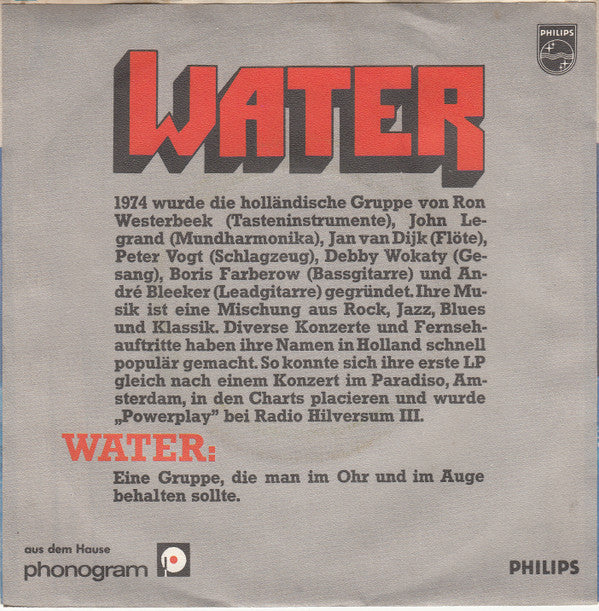 PHILIPS
WATER
1974 wurde die holländische Gruppe von Ron
Westerbeek (Tasteninstrumente), John Le-
grand (Mundharmonika), Jan van Dijk (Flöte),
Peter Vogt (Schlagzeug), Debby Wokaty (Ge-
sang), Boris Farberow (Bassgitarre) und An-
dré Bleeker (Leadgitarre) gegründet. Ihre Mu-
sik ist eine Mischung aus Rock, Jazz, Blues
und Klassik. Diverse Konzerte und Fernseh-
auftritte haben ihre Namen in Holland schnell
populär gemacht. So konnte sich ihre erste LP
gleich nach einem Konzert im Paradiso, Am-
sterdam, in den Charts placieren und wurde
„Powerplay” bei Radio Hilversum III.
WATER:
Eine Gruppe, die man im Ohr und im Auge
behalten sollte.
aus dem Hause
phonogram
PHILIPS